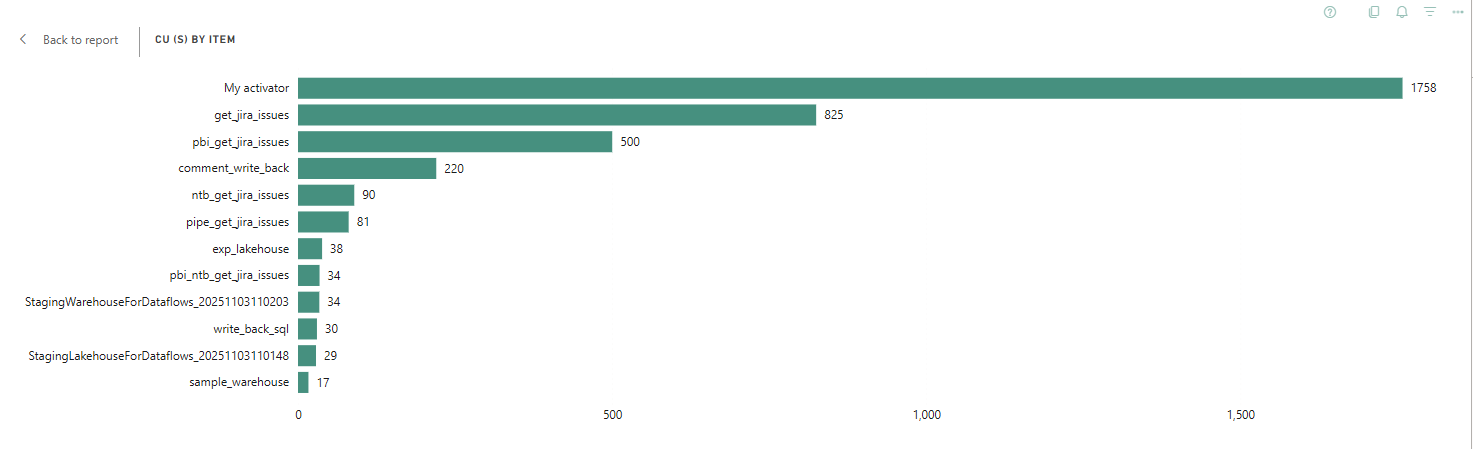 Back to report
CU (S) BY ITEM
My activator 1758
get_jira_issues 825
pbi_get_jira_issues 500
comment_write_back 220
ntb_get_jira_issues 90
pipe_get_jira_issues 81
exp_lakehouse 38
pbi_ntb_get_jira_issues 34
StagingWarehouseForDataflows_20251103110203 34
write_back_sql 30
StagingLakehouseForDataflows_20251103110148 29
sample_warehouse 17
0 500 1,000 1,500